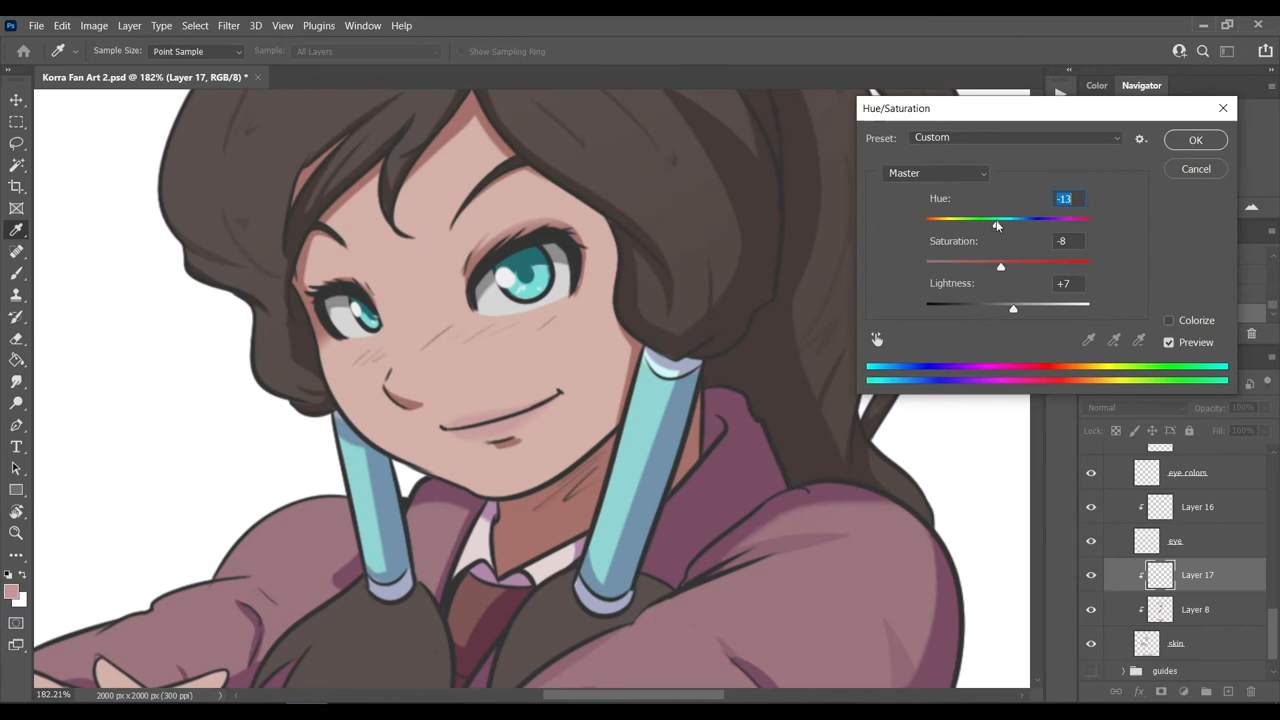 Ps File Edit Image Layer Type Select Filter 3D View Plugins Window Help
Sample Size: Point Sample Sample: All Layers Show Sampling Ring
Korra Fan Art 2.psd @ 182% (Layer 17, RGB/8) *
Color Navigator
Hue/Saturation
Preset: Custom OK
Master Cancel
Hue: -13
Saturation: -8
Lightness: +7
Colorize
Preview
Normal Opacity: 100%
Lock: Fill: 100%
eye colors
Layer 16
eye
Layer 17
Layer 8
skin
guides
182.21% 2000 px x 2000 px (300 ppi)